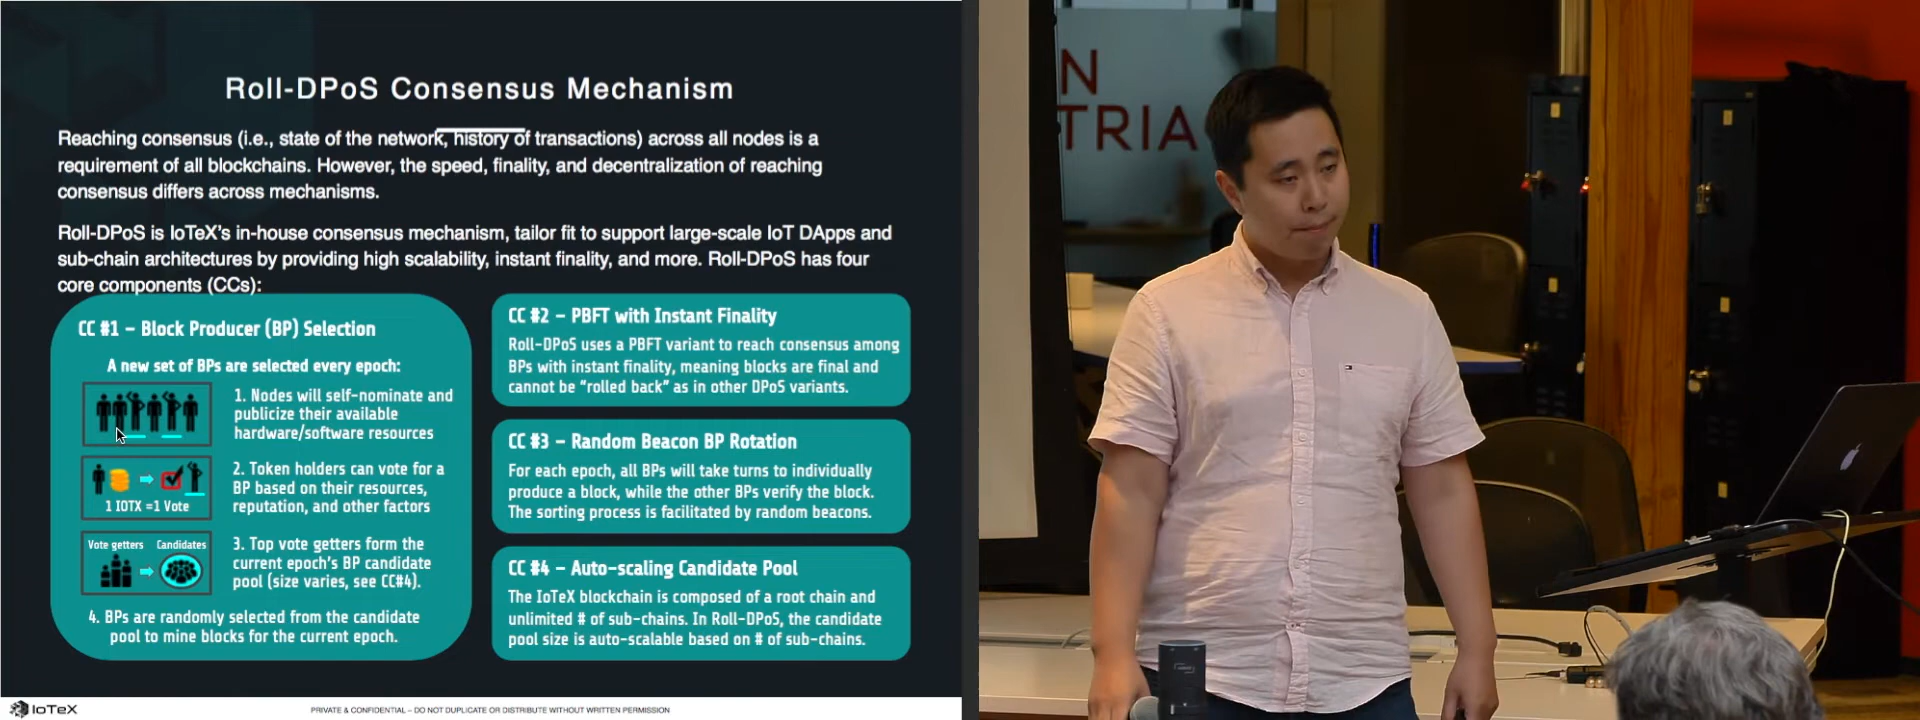 Roll-DPoS Consensus Mechanism
Reaching consensus (i.e., state of the network, history of transactions) across all nodes is a
requirement of all blockchains. However, the speed, finality, and decentralization of reaching
consensus differs across mechanisms.
Roll-DPoS is IoTeX's in-house consensus mechanism, tailor fit to support large-scale IoT DApps and
sub-chain architectures by providing high scalability, instant finality, and more. Roll-DPoS has four
core components (CCs):
CC #1 – Block Producer (BP) Selection
A new set of BPs are selected every epoch:
1. Nodes will self-nominate and
publicize their available
hardware/software resources
1 IOTX =1 Vote
2. Token holders can vote for a
BP based on their resources,
reputation, and other factors
Vote getters Candidates
3. Top vote getters form the
current epoch's BP candidate
pool (size varies, see CC#4).
4. BPs are randomly selected from the candidate
pool to mine blocks for the current epoch.
CC #2 – PBFT with Instant Finality
Roll-DPoS uses a PBFT variant to reach consensus among
BPs with instant finality, meaning blocks are final and
cannot be "rolled back" as in other DPoS variants.
CC #3 – Random Beacon BP Rotation
For each epoch, all BPs will take turns to individually
produce a block, while the other BPs verify the block.
The sorting process is facilitated by random beacons.
CC #4 – Auto-scaling Candidate Pool
The IoTeX blockchain is composed of a root chain and
unlimited # of sub-chains. In Roll-DPoS, the candidate
pool size is auto-scalable based on # of sub-chains.
IoTeX
PRIVATE & CONFIDENTIAL – DO NOT DUPLICATE OR DISTRIBUTE WITHOUT WRITTEN PERMISSION
N
TRIA